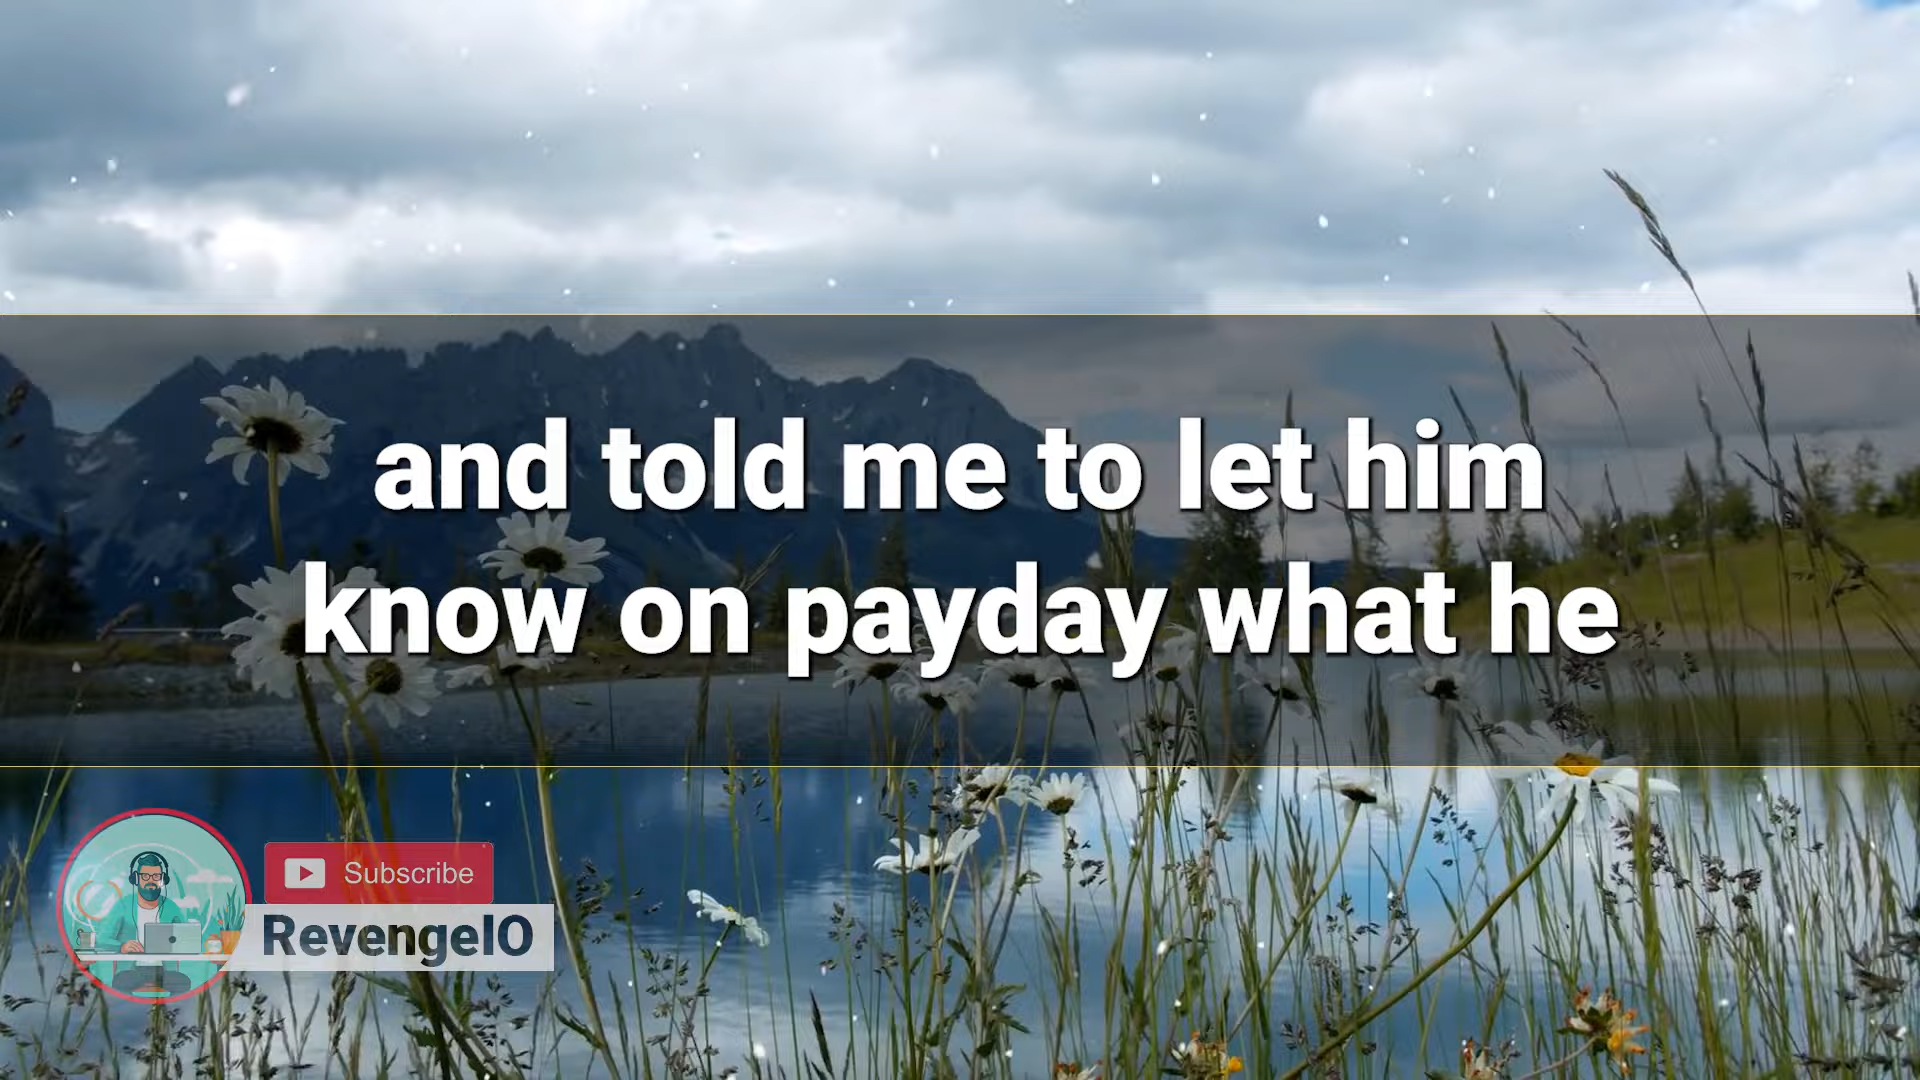 and told me to let him
know on payday what he
Subscribe
RevengeIO